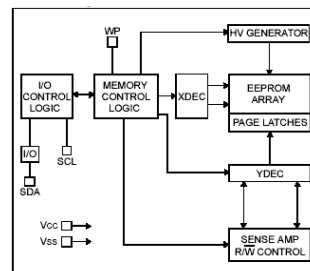 WP
HV GENERATOR
I/O
CONTROL
LOGIC
MEMORY
CONTROL
LOGIC
XDEC
EEPROM
ARRAY
PAGE LATCHES
I/O
SCL
SDA
YDEC
Vcc
Vss
SENSE AMP
R/W̅ CONTROL